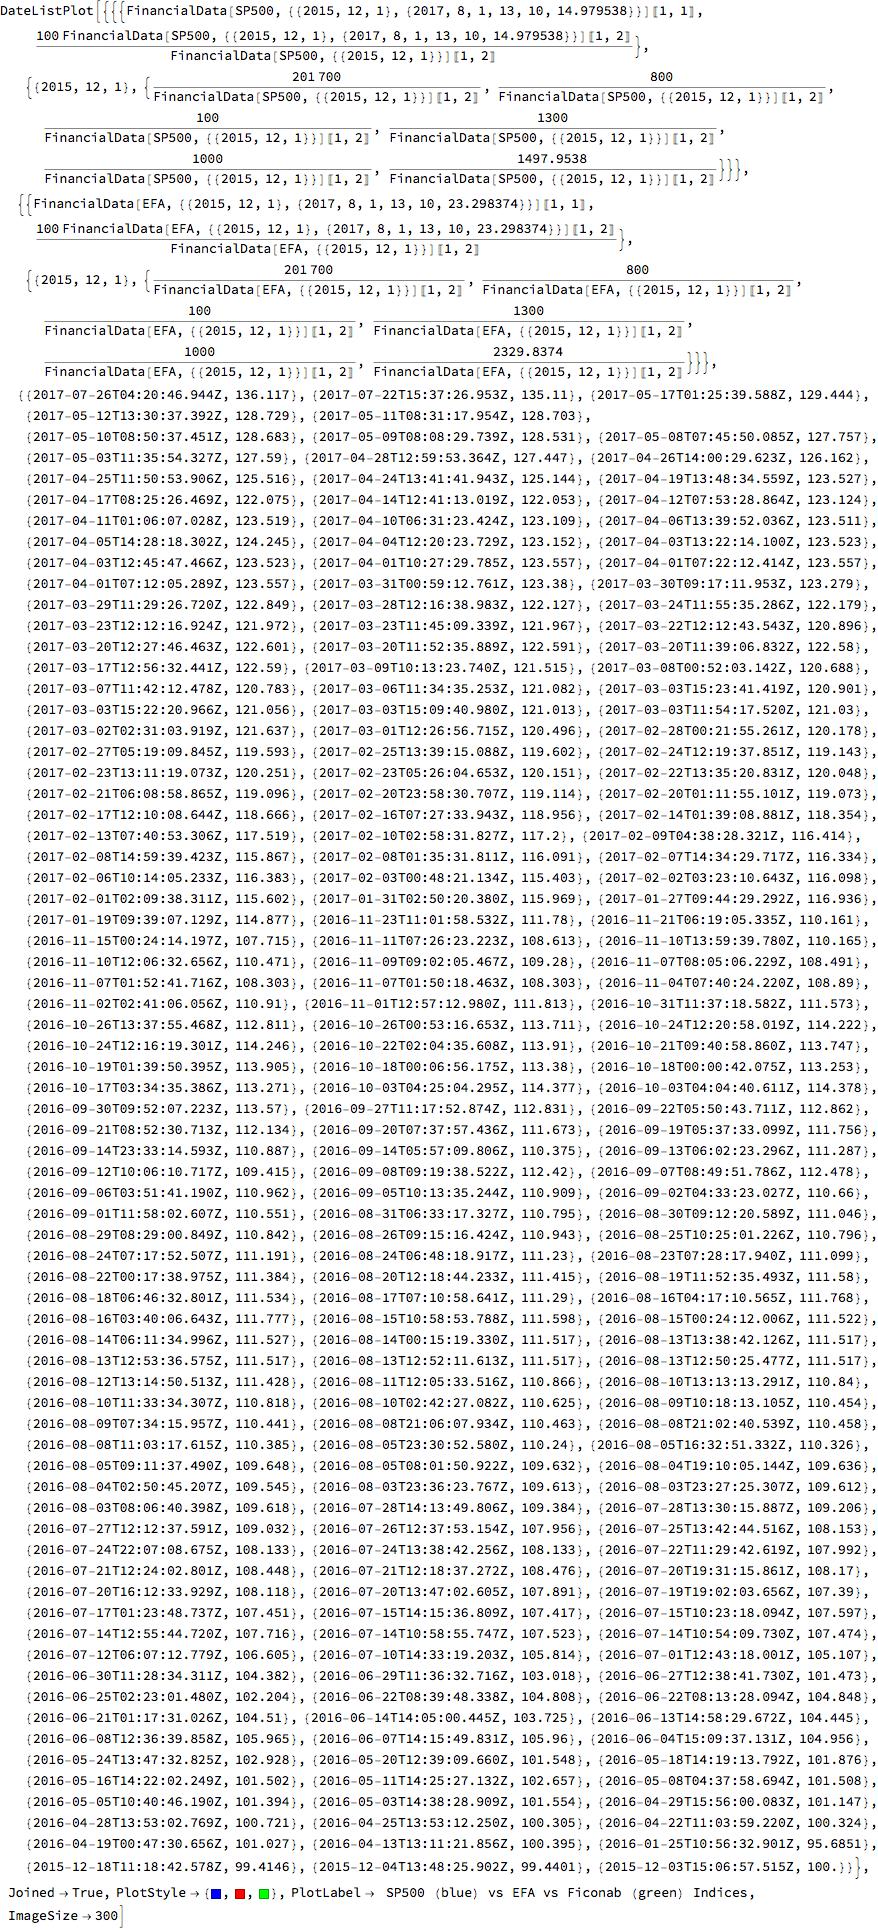 DateListPlot[{{{{FinancialData[SP500, {{2015, 12, 1}, {2017, 8, 1, 13, 10, 14.979538}}]〚1, 1〛,
100 FinancialData[SP500, {{2015, 12, 1}, {2017, 8, 1, 13, 10, 14.979538}}]〚1, 2〛
FinancialData[SP500, {{2015, 12, 1}}]〚1, 2〛 },
{{2015, 12, 1}, { 201 700 , 800 ,
FinancialData[SP500, {{2015, 12, 1}}]〚1, 2〛 FinancialData[SP500, {{2015, 12, 1}}]〚1, 2〛
100 , 1300 ,
FinancialData[SP500, {{2015, 12, 1}}]〚1, 2〛 FinancialData[SP500, {{2015, 12, 1}}]〚1, 2〛
1000 , 1497.9538 }}},
FinancialData[SP500, {{2015, 12, 1}}]〚1, 2〛 FinancialData[SP500, {{2015, 12, 1}}]〚1, 2〛
{{FinancialData[EFA, {{2015, 12, 1}, {2017, 8, 1, 13, 10, 23.298374}}]〚1, 1〛,
100 FinancialData[EFA, {{2015, 12, 1}, {2017, 8, 1, 13, 10, 23.298374}}]〚1, 2〛
FinancialData[EFA, {{2015, 12, 1}}]〚1, 2〛 },
{{2015, 12, 1}, { 201 700 , 800 ,
FinancialData[EFA, {{2015, 12, 1}}]〚1, 2〛 FinancialData[EFA, {{2015, 12, 1}}]〚1, 2〛
100 , 1300 ,
FinancialData[EFA, {{2015, 12, 1}}]〚1, 2〛 FinancialData[EFA, {{2015, 12, 1}}]〚1, 2〛
1000 , 2329.8374 }}},
FinancialData[EFA, {{2015, 12, 1}}]〚1, 2〛 FinancialData[EFA, {{2015, 12, 1}}]〚1, 2〛
{{2017-07-26T04:20:46.944Z, 136.117}, {2017-07-22T15:37:26.953Z, 135.11}, {2017-05-17T01:25:39.588Z, 129.444},
{2017-05-12T13:30:37.392Z, 128.729}, {2017-05-11T08:31:17.954Z, 128.703},
{2017-05-10T08:50:37.451Z, 128.683}, {2017-05-09T08:08:29.739Z, 128.531}, {2017-05-08T07:45:50.085Z, 127.757},
{2017-05-03T11:35:54.327Z, 127.59}, {2017-04-28T12:59:53.364Z, 127.447}, {2017-04-26T14:00:29.623Z, 126.162},
{2017-04-25T11:50:53.906Z, 125.516}, {2017-04-24T13:41:41.943Z, 125.144}, {2017-04-19T13:48:34.559Z, 123.527},
{2017-04-17T08:25:26.469Z, 122.075}, {2017-04-14T12:41:13.019Z, 122.053}, {2017-04-12T07:53:28.864Z, 123.124},
{2017-04-11T01:06:07.028Z, 123.519}, {2017-04-10T06:31:23.424Z, 123.109}, {2017-04-06T13:39:52.036Z, 123.511},
{2017-04-05T14:28:18.302Z, 124.245}, {2017-04-04T12:20:23.729Z, 123.152}, {2017-04-03T13:22:14.100Z, 123.523},
{2017-04-03T12:45:47.466Z, 123.523}, {2017-04-01T10:27:29.785Z, 123.557}, {2017-04-01T07:22:12.414Z, 123.557},
{2017-04-01T07:12:05.289Z, 123.557}, {2017-03-31T00:59:12.761Z, 123.38}, {2017-03-30T09:17:11.953Z, 123.279},
{2017-03-29T11:29:26.720Z, 122.849}, {2017-03-28T12:16:38.983Z, 122.127}, {2017-03-24T11:55:35.286Z, 122.179},
{2017-03-23T12:12:16.924Z, 121.972}, {2017-03-23T11:45:09.339Z, 121.967}, {2017-03-22T12:12:43.543Z, 120.896},
{2017-03-20T12:27:46.463Z, 122.601}, {2017-03-20T11:52:35.889Z, 122.591}, {2017-03-20T11:39:06.832Z, 122.58},
{2017-03-17T12:56:32.441Z, 122.59}, {2017-03-09T10:13:23.740Z, 121.515}, {2017-03-08T00:52:03.142Z, 120.688},
{2017-03-07T11:42:12.478Z, 120.783}, {2017-03-06T11:34:35.253Z, 121.082}, {2017-03-03T15:23:41.419Z, 120.901},
{2017-03-03T15:22:20.966Z, 121.056}, {2017-03-03T15:09:40.980Z, 121.013}, {2017-03-03T11:54:17.520Z, 121.03},
{2017-03-02T02:31:03.919Z, 121.637}, {2017-03-01T12:26:56.715Z, 120.496}, {2017-02-28T00:21:55.261Z, 120.178},
{2017-02-27T05:19:09.845Z, 119.593}, {2017-02-25T13:39:15.088Z, 119.602}, {2017-02-24T12:19:37.851Z, 119.143},
{2017-02-23T13:11:19.073Z, 120.251}, {2017-02-23T05:26:04.653Z, 120.151}, {2017-02-22T13:35:20.831Z, 120.048},
{2017-02-21T06:08:58.865Z, 119.096}, {2017-02-20T23:58:30.707Z, 119.114}, {2017-02-20T01:11:55.101Z, 119.073},
{2017-02-17T12:10:08.644Z, 118.666}, {2017-02-16T07:27:33.943Z, 118.956}, {2017-02-14T01:39:08.881Z, 118.354},
{2017-02-13T07:40:53.306Z, 117.519}, {2017-02-10T02:58:31.827Z, 117.2}, {2017-02-09T04:38:28.321Z, 116.414},
{2017-02-08T14:59:39.423Z, 115.867}, {2017-02-08T01:35:31.811Z, 116.091}, {2017-02-07T14:34:29.717Z, 116.334},
{2017-02-06T10:14:05.233Z, 116.383}, {2017-02-03T00:48:21.134Z, 115.403}, {2017-02-02T03:23:10.643Z, 116.098},
{2017-02-01T02:09:38.311Z, 115.602}, {2017-01-31T02:50:20.380Z, 115.969}, {2017-01-27T09:44:29.292Z, 116.936},
{2017-01-19T09:39:07.129Z, 114.877}, {2016-11-23T11:01:58.532Z, 111.78}, {2016-11-21T06:19:05.335Z, 110.161},
{2016-11-15T00:24:14.197Z, 107.715}, {2016-11-11T07:26:23.223Z, 108.613}, {2016-11-10T13:59:39.780Z, 110.165},
{2016-11-10T12:06:32.656Z, 110.471}, {2016-11-09T09:02:05.467Z, 109.28}, {2016-11-07T08:05:06.229Z, 108.491},
{2016-11-07T01:52:41.716Z, 108.303}, {2016-11-07T01:50:18.463Z, 108.303}, {2016-11-04T07:40:24.220Z, 108.89},
{2016-11-02T02:41:06.056Z, 110.91}, {2016-11-01T12:57:12.980Z, 111.813}, {2016-10-31T11:37:18.582Z, 111.573},
{2016-10-26T13:37:55.468Z, 112.811}, {2016-10-26T00:53:16.653Z, 113.711}, {2016-10-24T12:20:58.019Z, 114.222},
{2016-10-24T12:16:19.301Z, 114.246}, {2016-10-22T02:04:35.608Z, 113.91}, {2016-10-21T09:40:58.860Z, 113.747},
{2016-10-19T01:39:50.395Z, 113.905}, {2016-10-18T00:06:56.175Z, 113.38}, {2016-10-18T00:00:42.075Z, 113.253},
{2016-10-17T03:34:35.386Z, 113.271}, {2016-10-03T04:25:04.295Z, 114.377}, {2016-10-03T04:04:40.611Z, 114.378},
{2016-09-30T09:52:07.223Z, 113.57}, {2016-09-27T11:17:52.874Z, 112.831}, {2016-09-22T05:50:43.711Z, 112.862},
{2016-09-21T08:52:30.713Z, 112.134}, {2016-09-20T07:37:57.436Z, 111.673}, {2016-09-19T05:37:33.099Z, 111.756},
{2016-09-14T23:33:14.593Z, 110.887}, {2016-09-14T05:57:09.806Z, 110.375}, {2016-09-13T06:02:23.296Z, 111.287},
{2016-09-12T10:06:10.717Z, 109.415}, {2016-09-08T09:19:38.522Z, 112.42}, {2016-09-07T08:49:51.786Z, 112.478},
{2016-09-06T03:51:41.190Z, 110.962}, {2016-09-05T10:13:35.244Z, 110.909}, {2016-09-02T04:33:23.027Z, 110.66},
{2016-09-01T11:58:02.607Z, 110.551}, {2016-08-31T06:33:17.327Z, 110.795}, {2016-08-30T09:12:20.589Z, 111.046},
{2016-08-29T08:29:00.849Z, 110.842}, {2016-08-26T09:15:16.424Z, 110.943}, {2016-08-25T10:25:01.226Z, 110.796},
{2016-08-24T07:17:52.507Z, 111.191}, {2016-08-24T06:48:18.917Z, 111.23}, {2016-08-23T07:28:17.940Z, 111.099},
{2016-08-22T00:17:38.975Z, 111.384}, {2016-08-20T12:18:44.233Z, 111.415}, {2016-08-19T11:52:35.493Z, 111.58},
{2016-08-18T06:46:32.801Z, 111.534}, {2016-08-17T07:10:58.641Z, 111.29}, {2016-08-16T04:17:10.565Z, 111.768},
{2016-08-16T03:40:06.643Z, 111.777}, {2016-08-15T10:58:53.788Z, 111.598}, {2016-08-15T00:24:12.006Z, 111.522},
{2016-08-14T06:11:34.996Z, 111.527}, {2016-08-14T00:15:19.330Z, 111.517}, {2016-08-13T13:38:42.126Z, 111.517},
{2016-08-13T12:53:36.575Z, 111.517}, {2016-08-13T12:52:11.613Z, 111.517}, {2016-08-13T12:50:25.477Z, 111.517},
{2016-08-12T13:14:50.513Z, 111.428}, {2016-08-11T12:05:33.516Z, 110.866}, {2016-08-10T13:13:13.291Z, 110.84},
{2016-08-10T11:33:34.307Z, 110.818}, {2016-08-10T02:42:27.082Z, 110.625}, {2016-08-09T10:18:13.105Z, 110.454},
{2016-08-09T07:34:15.957Z, 110.441}, {2016-08-08T21:06:07.934Z, 110.463}, {2016-08-08T21:02:40.539Z, 110.458},
{2016-08-08T11:03:17.615Z, 110.385}, {2016-08-05T23:30:52.580Z, 110.24}, {2016-08-05T16:32:51.332Z, 110.326},
{2016-08-05T09:11:37.490Z, 109.648}, {2016-08-05T08:01:50.922Z, 109.632}, {2016-08-04T19:10:05.144Z, 109.636},
{2016-08-04T02:50:45.207Z, 109.545}, {2016-08-03T23:36:23.767Z, 109.613}, {2016-08-03T23:27:25.307Z, 109.612},
{2016-08-03T08:06:40.398Z, 109.618}, {2016-07-28T14:13:49.806Z, 109.384}, {2016-07-28T13:30:15.887Z, 109.206},
{2016-07-27T12:12:37.591Z, 109.032}, {2016-07-26T12:37:53.154Z, 107.956}, {2016-07-25T13:42:44.516Z, 108.153},
{2016-07-24T22:07:08.675Z, 108.133}, {2016-07-24T13:38:42.256Z, 108.133}, {2016-07-22T11:29:42.619Z, 107.992},
{2016-07-21T12:24:02.801Z, 108.448}, {2016-07-21T12:18:37.272Z, 108.476}, {2016-07-20T19:31:15.861Z, 108.17},
{2016-07-20T16:12:33.929Z, 108.118}, {2016-07-20T13:47:02.605Z, 107.891}, {2016-07-19T19:02:03.656Z, 107.39},
{2016-07-17T01:23:48.737Z, 107.451}, {2016-07-15T14:15:36.809Z, 107.417}, {2016-07-15T10:23:18.094Z, 107.597},
{2016-07-14T12:55:44.720Z, 107.716}, {2016-07-14T10:58:55.747Z, 107.523}, {2016-07-14T10:54:09.730Z, 107.474},
{2016-07-12T06:07:12.779Z, 106.605}, {2016-07-10T14:33:19.203Z, 105.814}, {2016-07-01T12:43:18.001Z, 105.107},
{2016-06-30T11:28:34.311Z, 104.382}, {2016-06-29T11:36:32.716Z, 103.018}, {2016-06-27T12:38:41.730Z, 101.473},
{2016-06-25T02:23:01.480Z, 102.204}, {2016-06-22T08:39:48.338Z, 104.808}, {2016-06-22T08:13:28.094Z, 104.848},
{2016-06-21T01:17:31.026Z, 104.51}, {2016-06-14T14:05:00.445Z, 103.725}, {2016-06-13T14:58:29.672Z, 104.445},
{2016-06-08T12:36:39.858Z, 105.965}, {2016-06-07T14:15:49.831Z, 105.96}, {2016-06-04T15:09:37.131Z, 104.956},
{2016-05-24T13:47:32.825Z, 102.928}, {2016-05-20T12:39:09.660Z, 101.548}, {2016-05-18T14:19:13.792Z, 101.876},
{2016-05-16T14:22:02.249Z, 101.502}, {2016-05-11T14:25:27.132Z, 102.657}, {2016-05-08T04:37:58.694Z, 101.508},
{2016-05-05T10:40:46.190Z, 101.394}, {2016-05-03T14:38:28.909Z, 101.554}, {2016-04-29T15:56:00.083Z, 101.147},
{2016-04-28T13:53:02.769Z, 100.721}, {2016-04-25T13:53:12.250Z, 100.305}, {2016-04-22T11:03:59.220Z, 100.324},
{2016-04-19T00:47:30.656Z, 101.027}, {2016-04-13T13:11:21.856Z, 100.395}, {2016-01-25T10:56:32.901Z, 95.6851},
{2015-12-18T11:18:42.578Z, 99.4146}, {2015-12-04T13:48:25.902Z, 99.4401}, {2015-12-03T15:06:57.515Z, 100.}}},
Joined → True, PlotStyle → {■, ■, ■}, PlotLabel → SP500 (blue) vs EFA vs Ficonab (green) Indices,
ImageSize → 300]